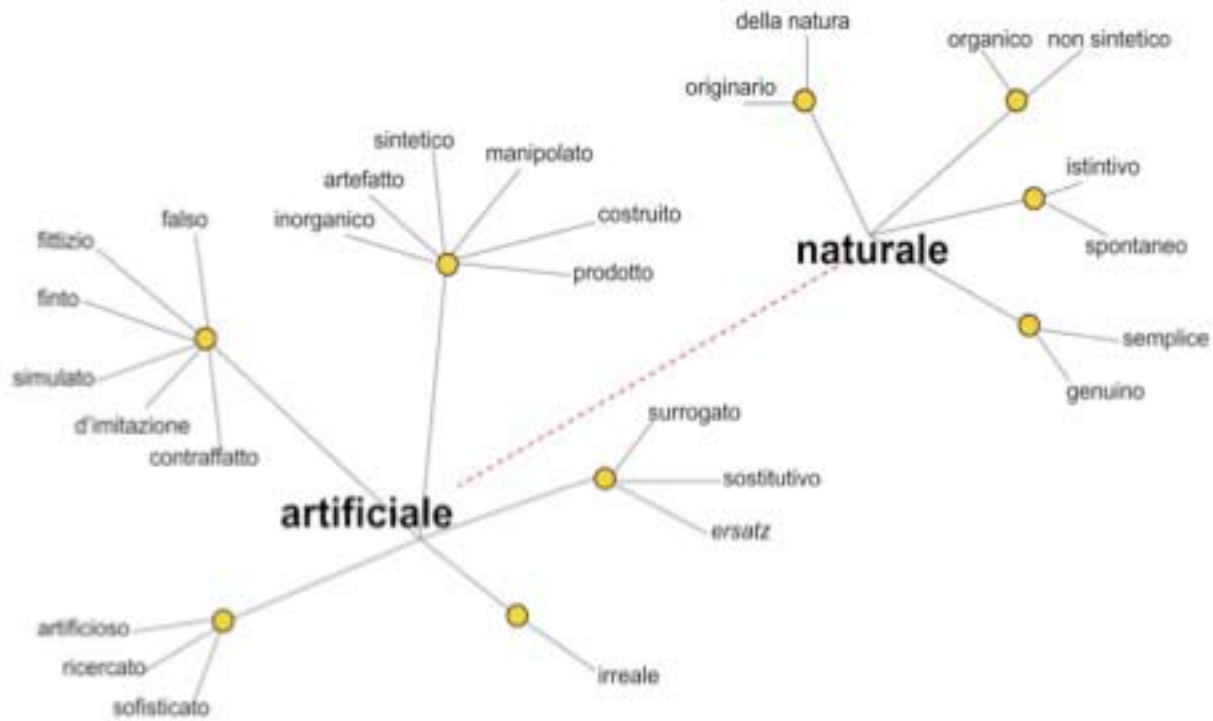 della natura
organico
non sintetico
originario
sintetico
manipolato
artefatto
istintivo
falso
inorganico
costruito
fittizio
spontaneo
naturale
prodotto
finto
semplice
simulato
genuino
surrogato
d'imitazione
contraffatto
sostitutivo
artificiale
ersatz
artificioso
ricercato
irreale
sofisticato